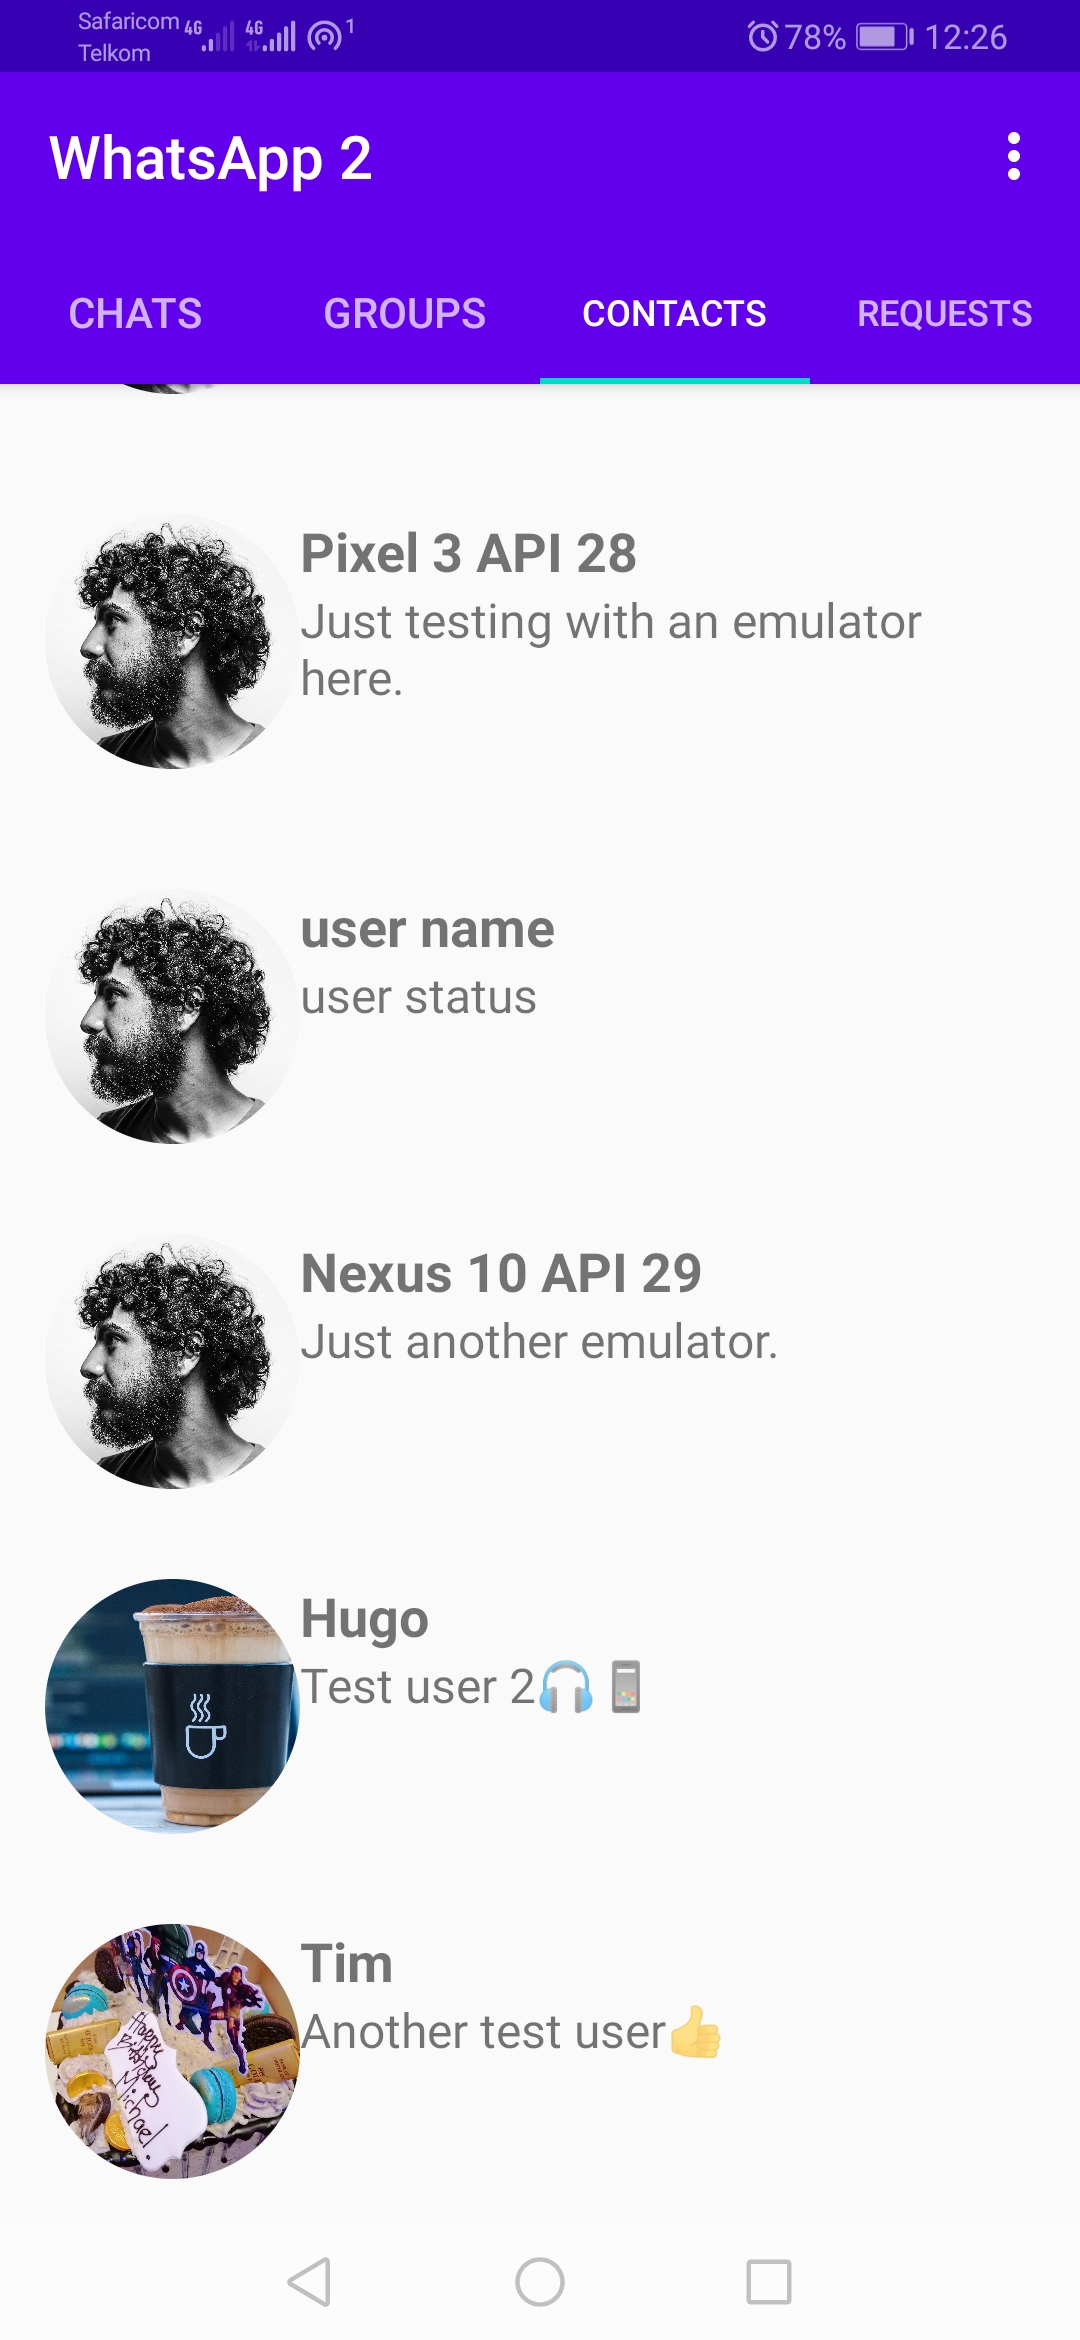 Safaricom 4G 4G 1
Telkom
78% 12:26
WhatsApp 2
CHATS GROUPS CONTACTS REQUESTS
Pixel 3 API 28
Just testing with an emulator
here.
user name
user status
Nexus 10 API 29
Just another emulator.
Hugo
Test user 2🎧📱
Tim
Another test user👍
Happy
Birthday
Michael.